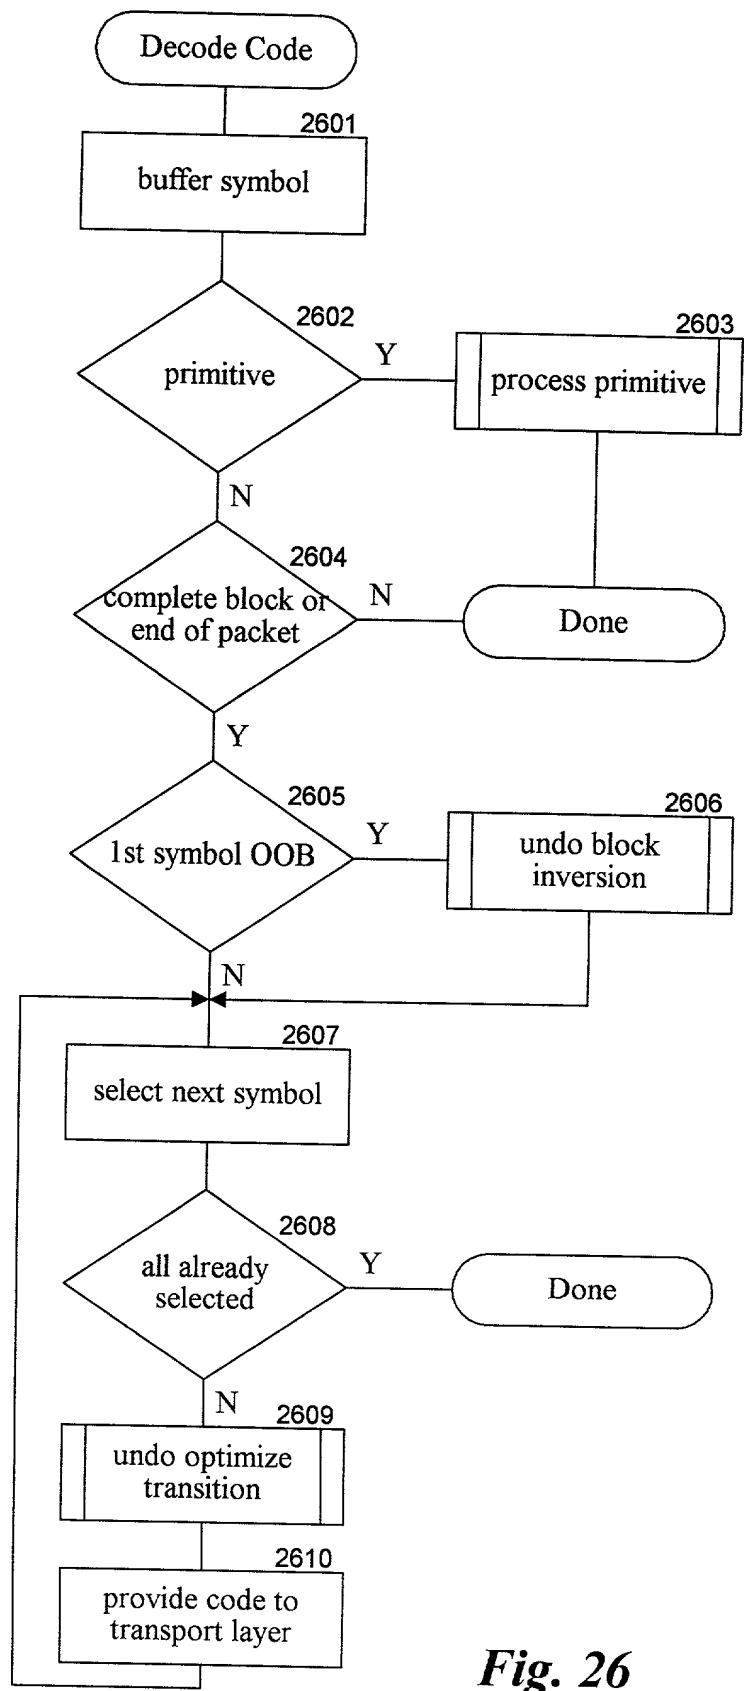 Decode Code
2601
buffer symbol
2602
primitive
Y
2603
process primitive
N
2604
complete block or
end of packet
N
Done
Y
2605
1st symbol OOB
Y
2606
undo block
inversion
N
2607
select next symbol
2608
all already
selected
Y
Done
N
2609
undo optimize
transition
2610
provide code to
transport layer
Fig. 26